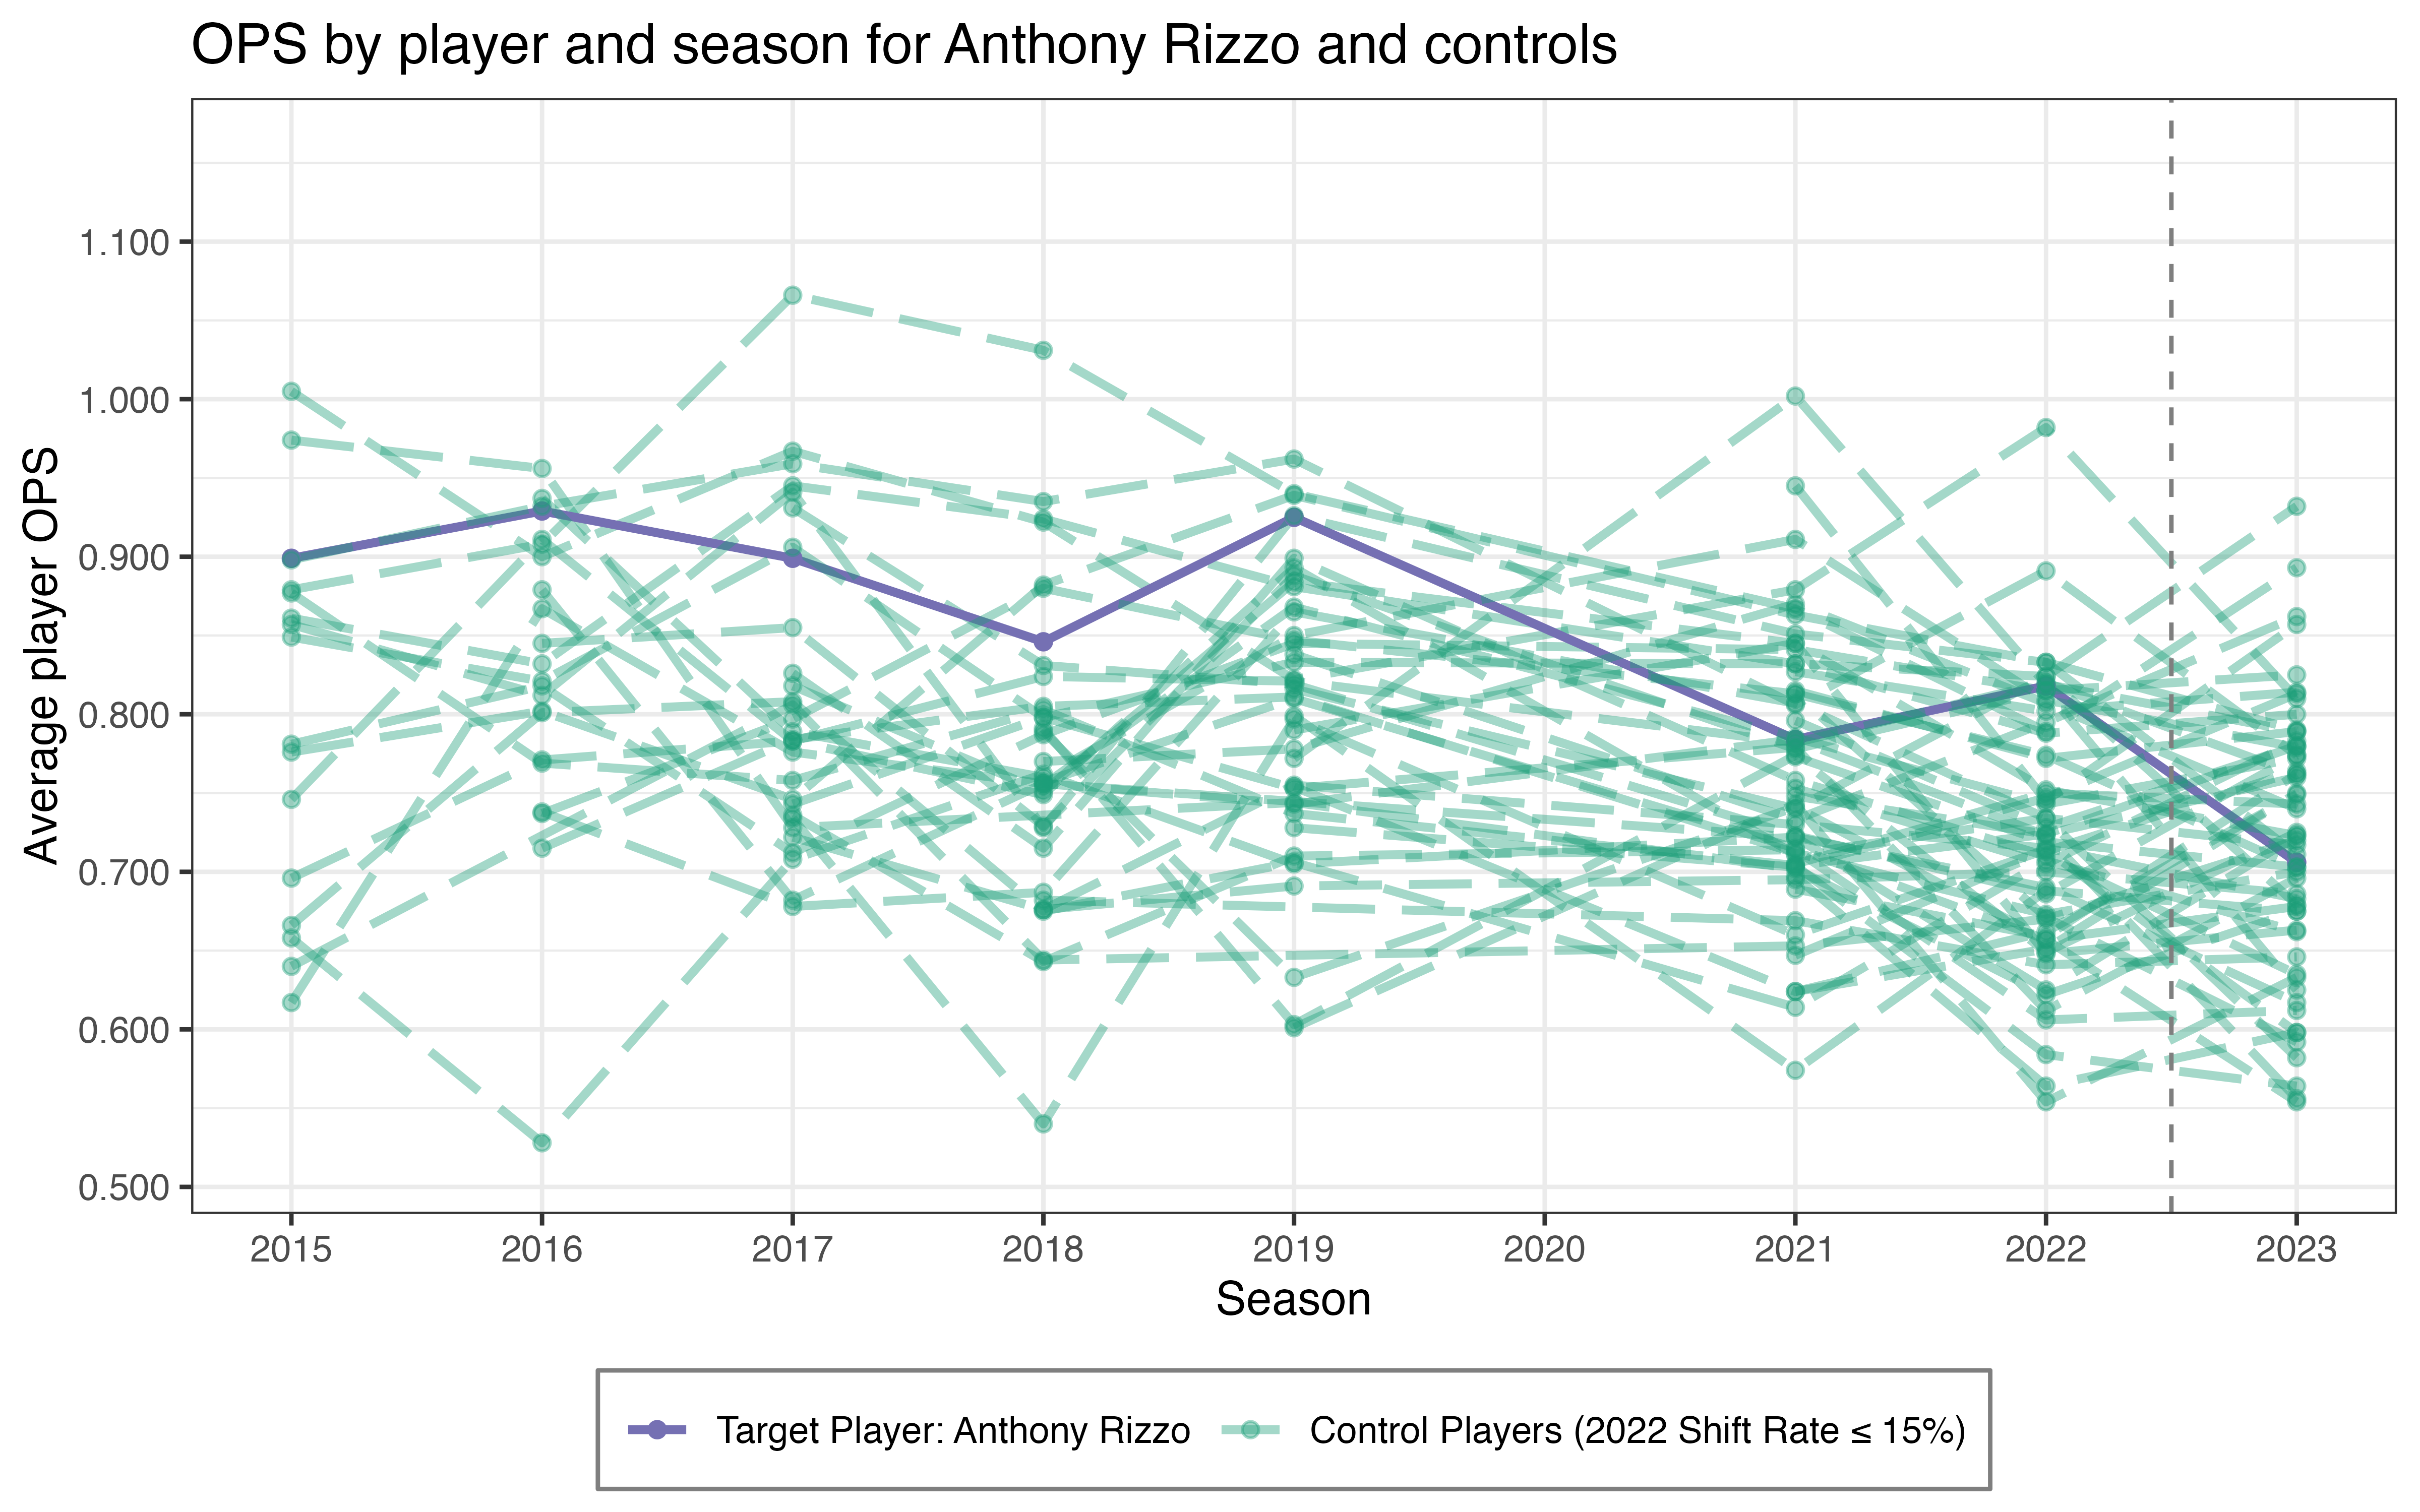 OPS by player and season for Anthony Rizzo and controls
Average player OPS
1.100
1.000
0.900
0.800
0.700
0.600
0.500
2015 2016 2017 2018 2019 2020 2021 2022 2023
Season
Target Player: Anthony Rizzo Control Players (2022 Shift Rate ≤ 15%)